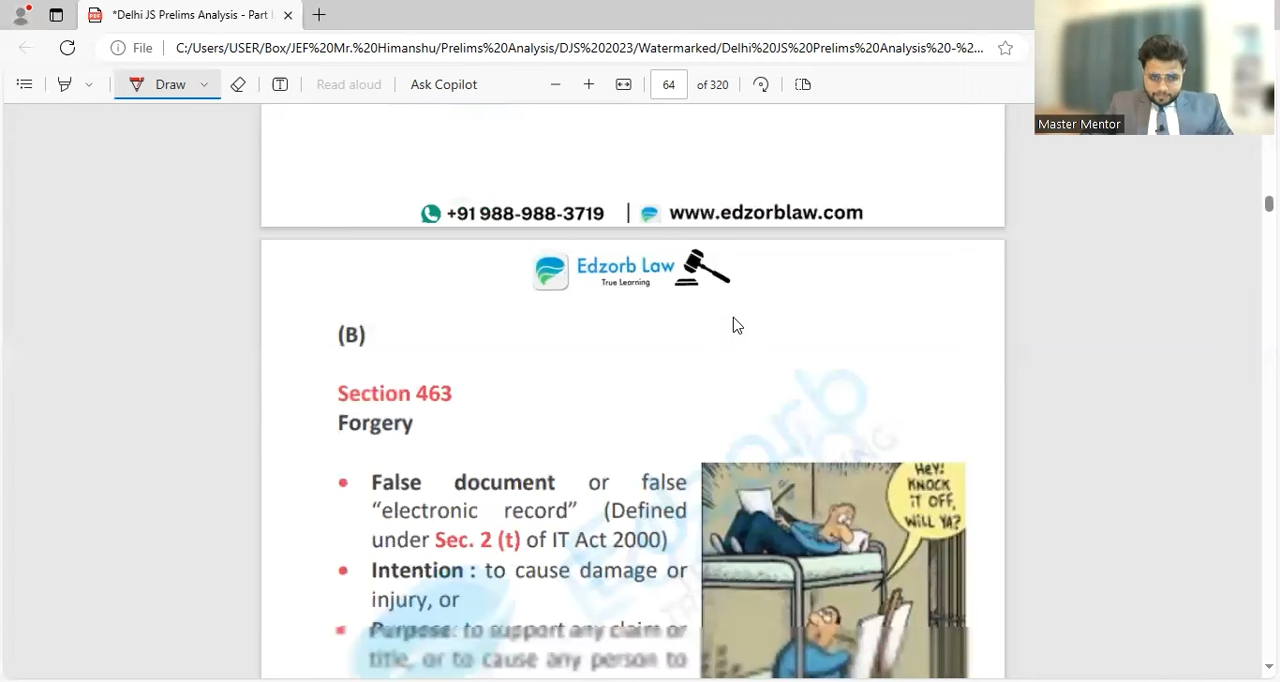 *Delhi JS Prelims Analysis - Part I
File
C:/Users/USER/Box/JEF%20Mr.%20Himanshu/Prelims%20Analysis/DJS%202023/Watermarked/Delhi%20JS%20Prelims%20Analysis%20-%2...
Draw
Read aloud
Ask Copilot
64 of 320
Master Mentor
+91 988-988-3719 | www.edzorblaw.com
Edzorb Law
True Learning
(B)
Section 463
Forgery
• False document or false
"electronic record" (Defined
under Sec. 2 (t) of IT Act 2000)
• Intention : to cause damage or
injury, or
• Purpose: to support any claim or
title, or to cause any person to
HEY!
KNOCK
iT OFF,
WiLL YA?
Edzorb